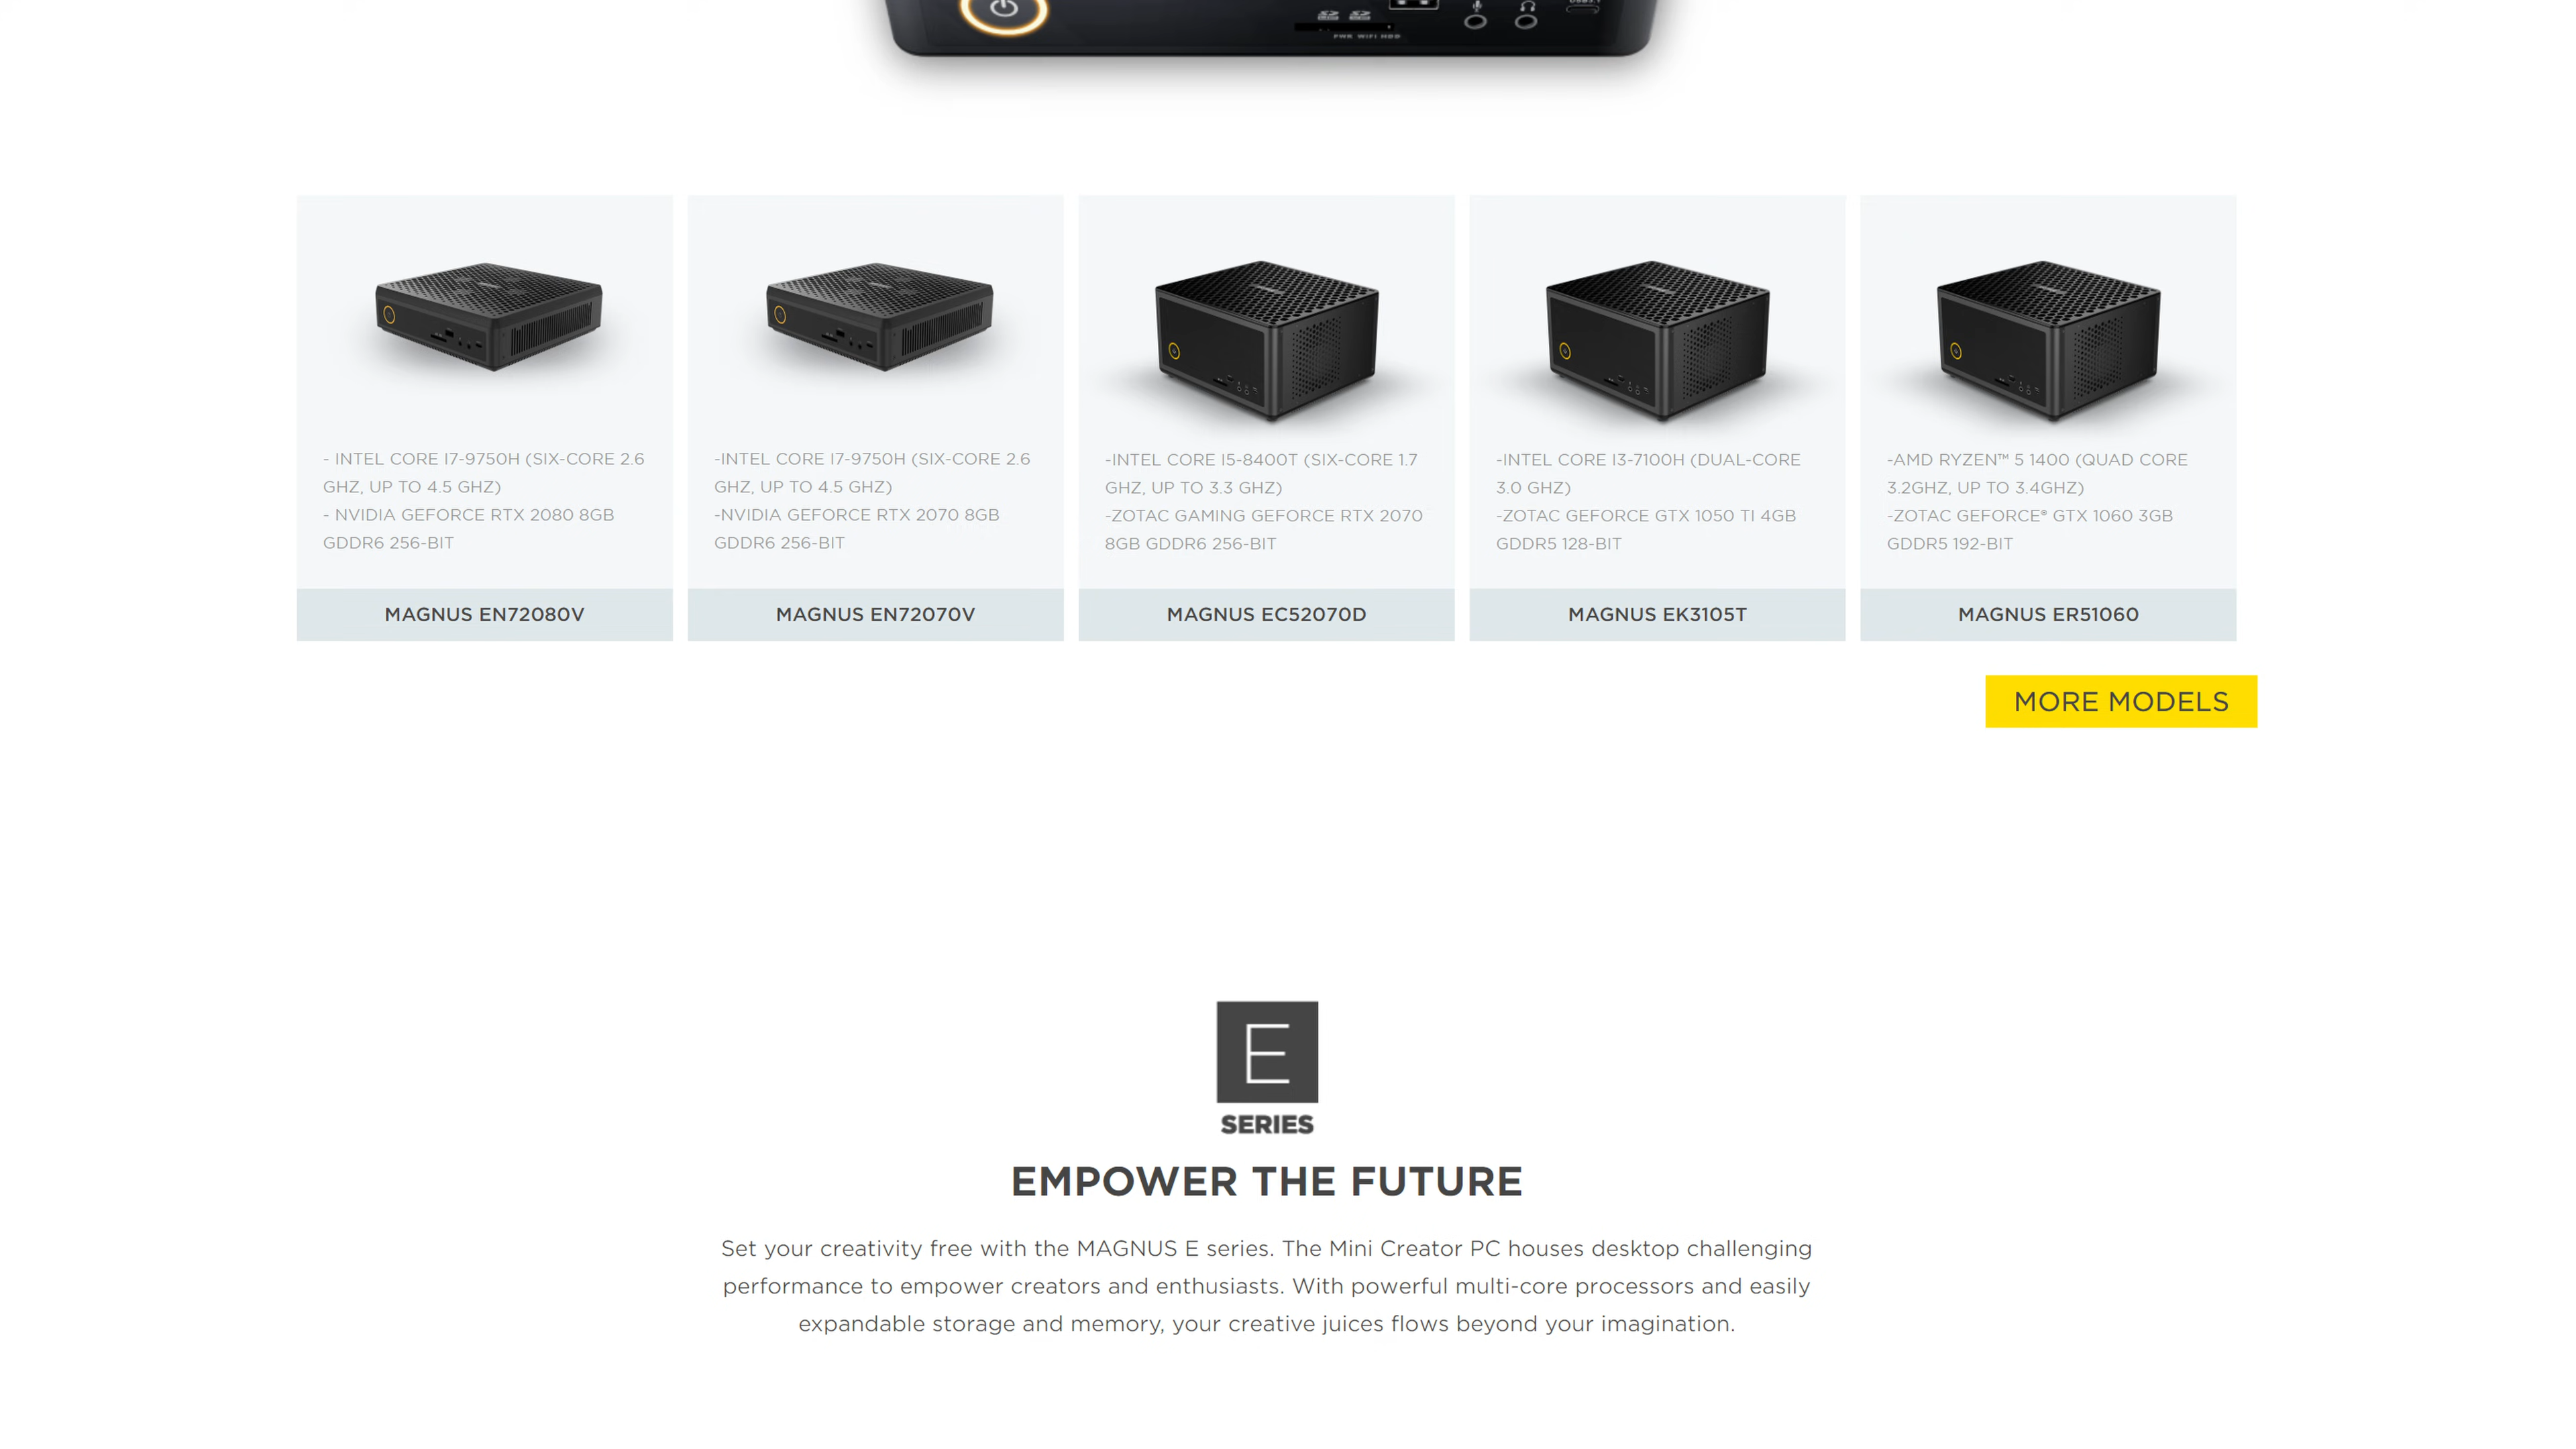 PWR WIFI HDD
- INTEL CORE I7-9750H (SIX-CORE 2.6
GHZ, UP TO 4.5 GHZ)
- NVIDIA GEFORCE RTX 2080 8GB
GDDR6 256-BIT
MAGNUS EN72080V
-INTEL CORE I7-9750H (SIX-CORE 2.6
GHZ, UP TO 4.5 GHZ)
-NVIDIA GEFORCE RTX 2070 8GB
GDDR6 256-BIT
MAGNUS EN72070V
-INTEL CORE I5-8400T (SIX-CORE 1.7
GHZ, UP TO 3.3 GHZ)
-ZOTAC GAMING GEFORCE RTX 2070
8GB GDDR6 256-BIT
MAGNUS EC52070D
-INTEL CORE I3-7100H (DUAL-CORE
3.0 GHZ)
-ZOTAC GEFORCE GTX 1050 TI 4GB
GDDR5 128-BIT
MAGNUS EK3105T
-AMD RYZEN™ 5 1400 (QUAD CORE
3.2GHZ, UP TO 3.4GHZ)
-ZOTAC GEFORCE® GTX 1060 3GB
GDDR5 192-BIT
MAGNUS ER51060
MORE MODELS
E
SERIES
EMPOWER THE FUTURE
Set your creativity free with the MAGNUS E series. The Mini Creator PC houses desktop challenging
performance to empower creators and enthusiasts. With powerful multi-core processors and easily
expandable storage and memory, your creative juices flows beyond your imagination.